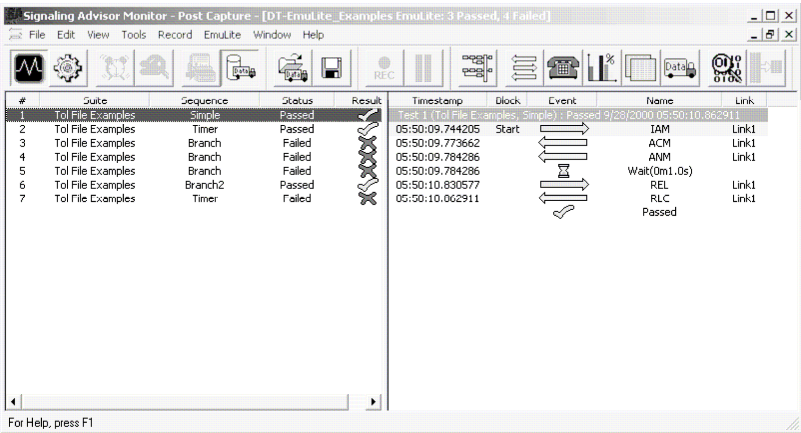 Signaling Advisor Monitor - Post Capture - [DT-EmuLite_Examples EmuLite: 3 Passed, 4 Failed]
File Edit View Tools Record EmuLite Window Help
REC Data
# Suite Sequence Status Result
1 Tol File Examples Simple Passed
2 Tol File Examples Timer Passed
3 Tol File Examples Branch Failed
4 Tol File Examples Branch Failed
5 Tol File Examples Branch Failed
6 Tol File Examples Branch2 Passed
7 Tol File Examples Timer Failed
Timestamp Block Event Name Link
Test 1 (Tol File Examples, Simple) : Passed 9/28/2000 05:50:10.862911
05:50:09.744205 Start IAM Link1
05:50:09.773662 ACM Link1
05:50:09.784286 ANM Link1
05:50:09.784286 Wait(0m1.0s)
05:50:10.830577 REL Link1
05:50:10.062911 RLC Link1
Passed
For Help, press F1